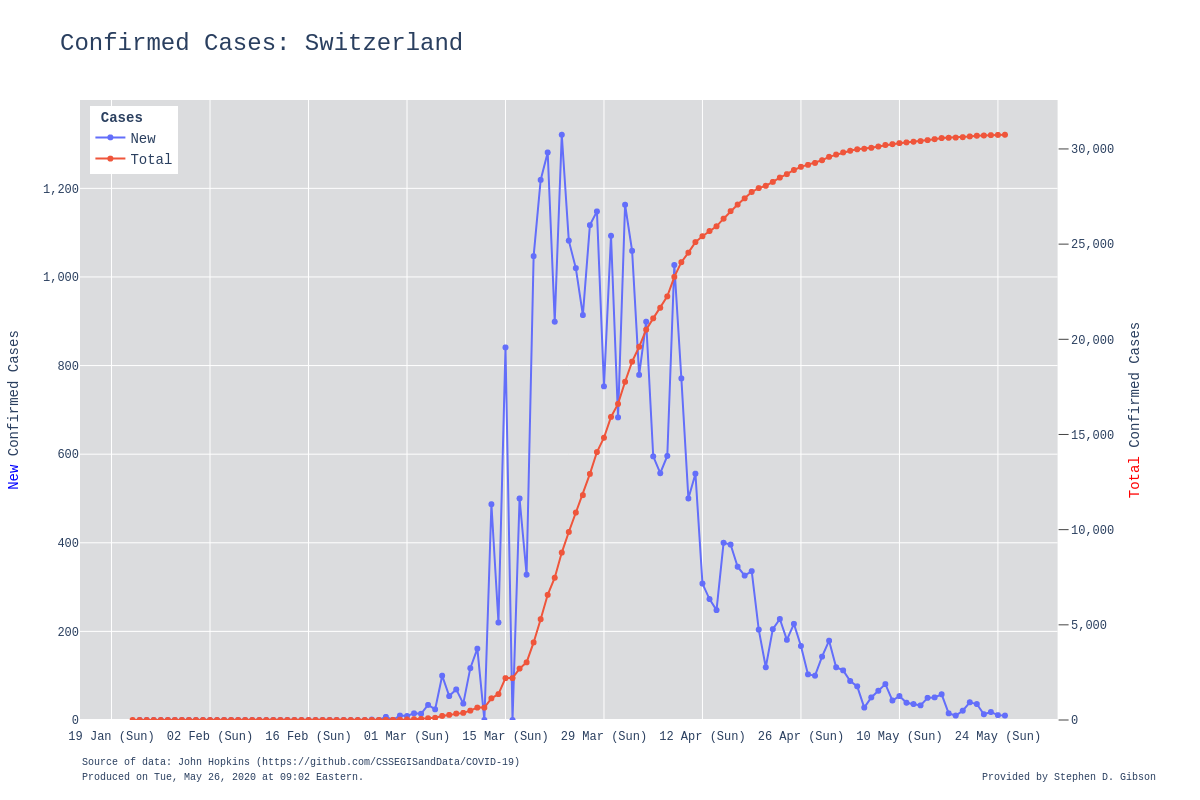 Confirmed Cases: Switzerland
Cases
New
Total
1,200
1,000
800
600
400
200
0
30,000
25,000
20,000
15,000
10,000
5,000
0
New Confirmed Cases
Total Confirmed Cases
19 Jan (Sun) 02 Feb (Sun) 16 Feb (Sun) 01 Mar (Sun) 15 Mar (Sun) 29 Mar (Sun) 12 Apr (Sun) 26 Apr (Sun) 10 May (Sun) 24 May (Sun)
Source of data: John Hopkins (https://github.com/CSSEGISandData/COVID-19)
Produced on Tue, May 26, 2020 at 09:02 Eastern.
Provided by Stephen D. Gibson